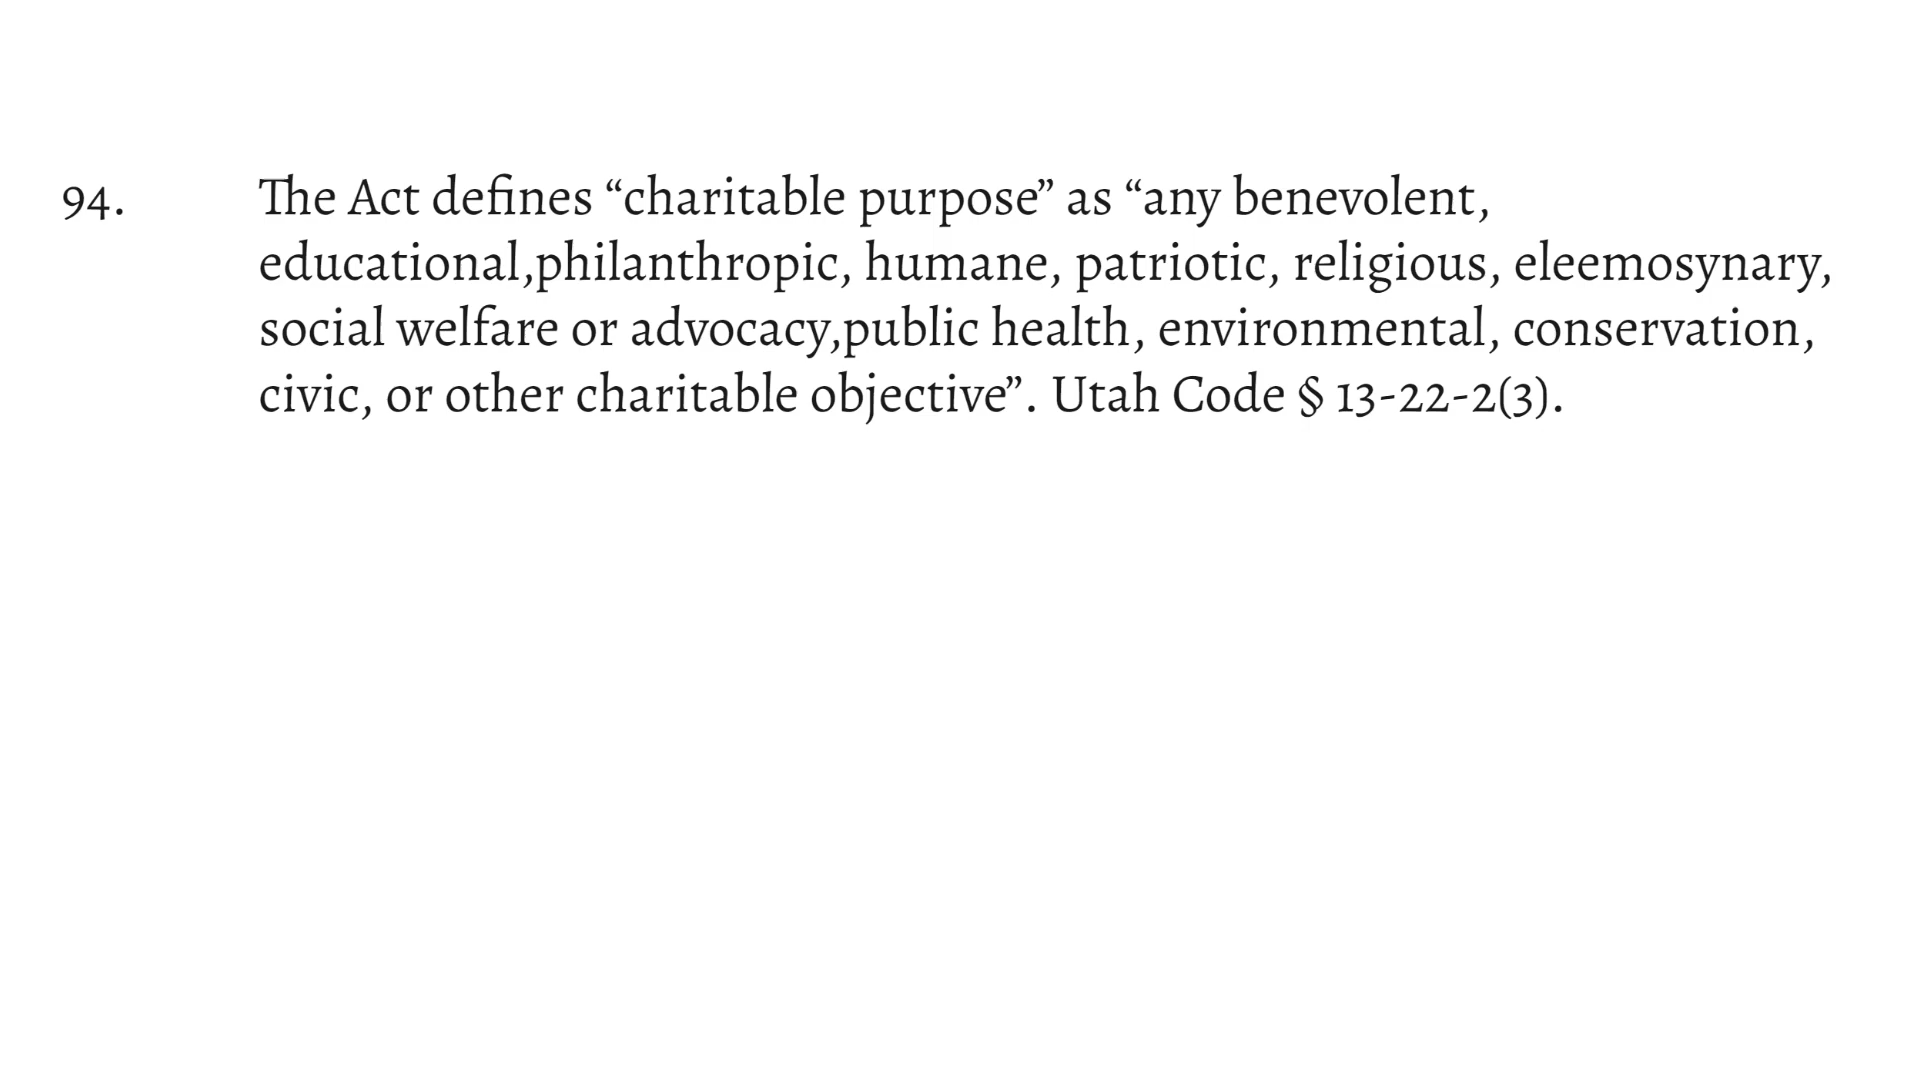 94. The Act defines “charitable purpose” as “any benevolent,
educational,philanthropic, humane, patriotic, religious, eleemosynary,
social welfare or advocacy,public health, environmental, conservation,
civic, or other charitable objective”. Utah Code § 13-22-2(3).